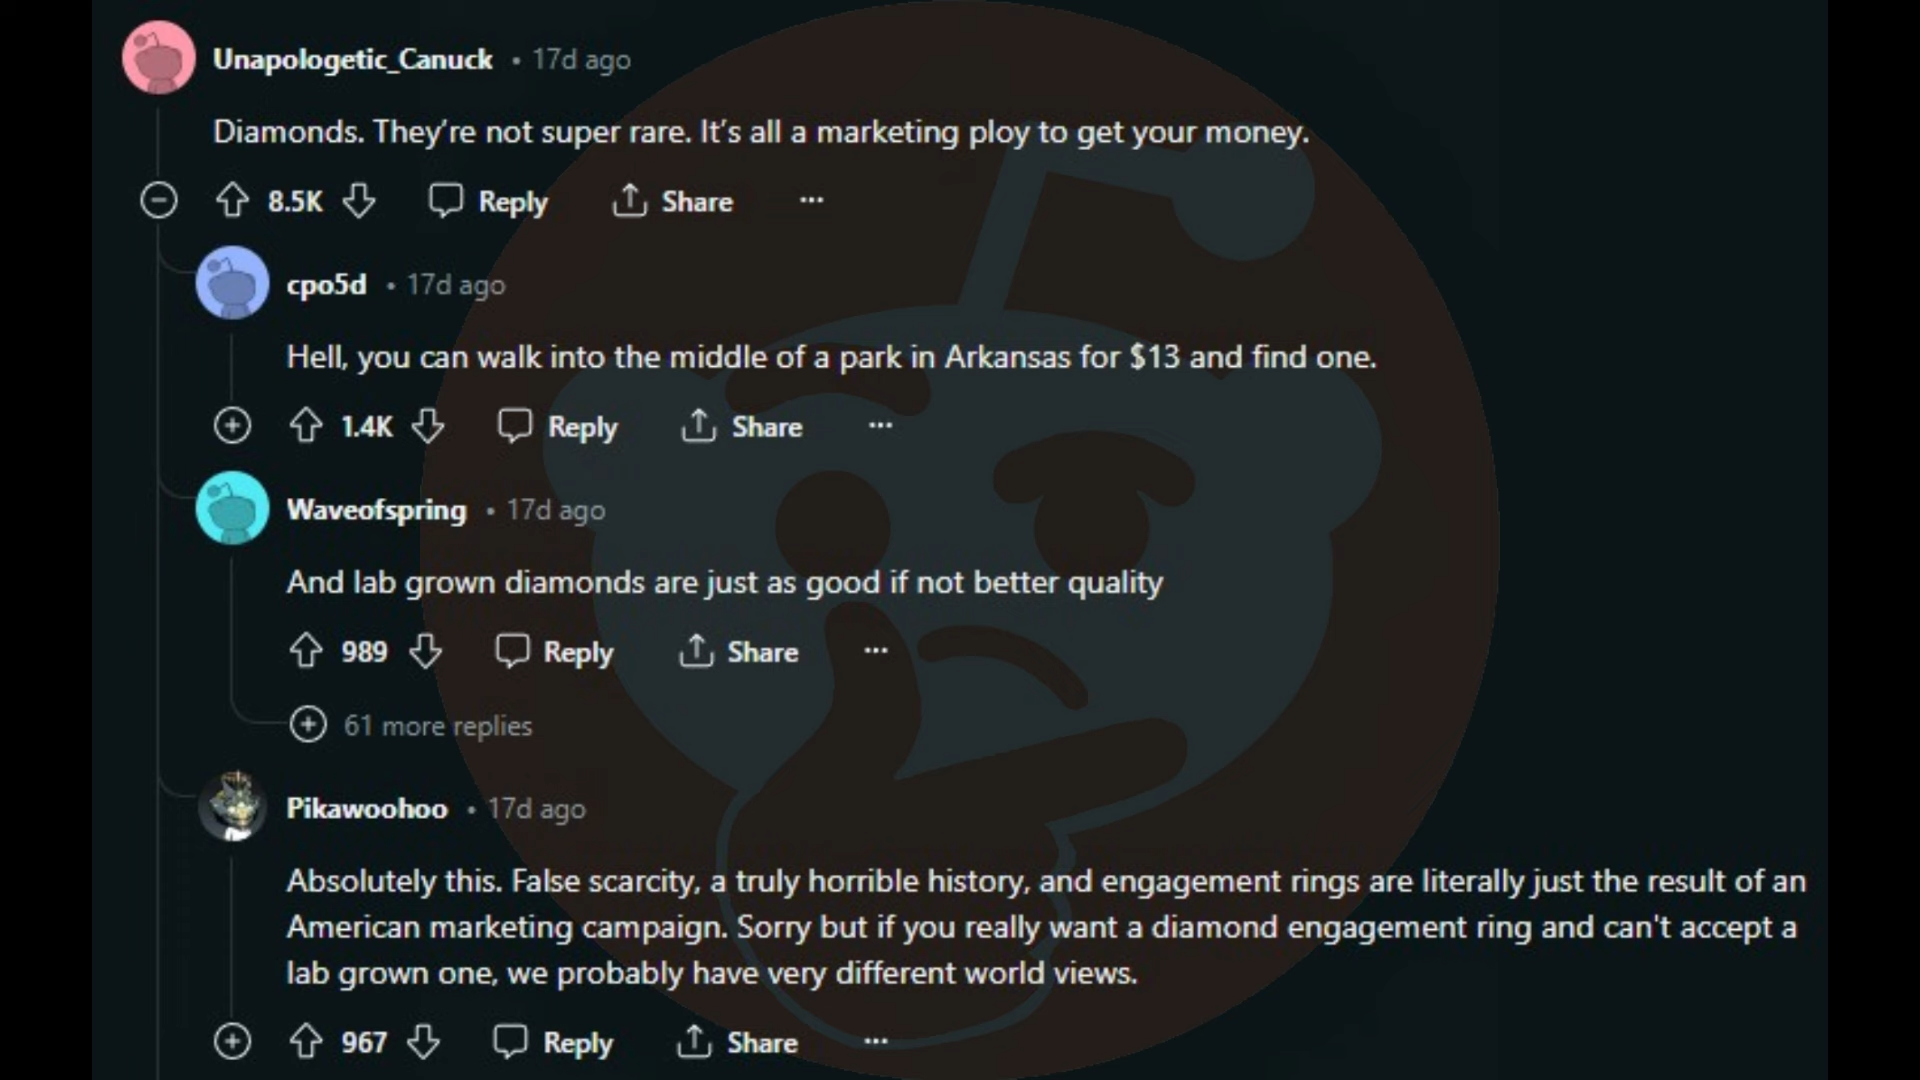 Unapologetic_Canuck • 17d ago
Diamonds. They’re not super rare. It’s all a marketing ploy to get your money.
8.5K Reply Share ...
cpo5d • 17d ago
Hell, you can walk into the middle of a park in Arkansas for $13 and find one.
1.4K Reply Share ...
Waveofspring • 17d ago
And lab grown diamonds are just as good if not better quality
989 Reply Share ...
61 more replies
Pikawoohoo • 17d ago
Absolutely this. False scarcity, a truly horrible history, and engagement rings are literally just the result of an
American marketing campaign. Sorry but if you really want a diamond engagement ring and can't accept a
lab grown one, we probably have very different world views.
967 Reply Share ...